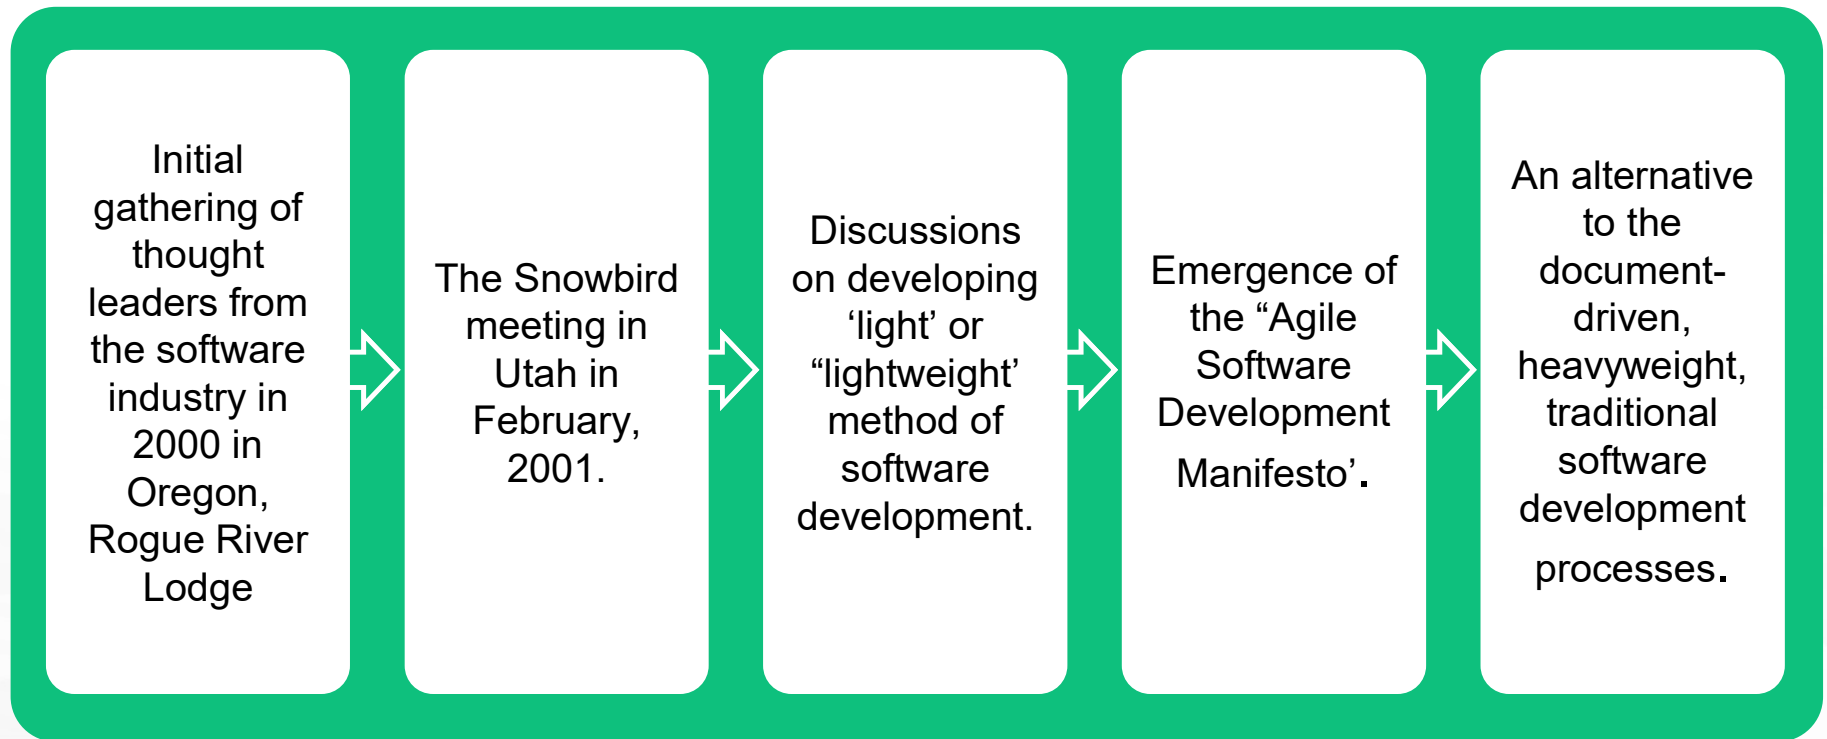 Initial
gathering of
thought
leaders from
the software
industry in
2000 in
Oregon,
Rogue River
Lodge
The Snowbird
meeting in
Utah in
February,
2001.
Discussions
on developing
‘light’ or
“lightweight’
method of
software
development.
Emergence of
the “Agile
Software
Development
Manifesto’.
An alternative
to the
document-
driven,
heavyweight,
traditional
software
development
processes.